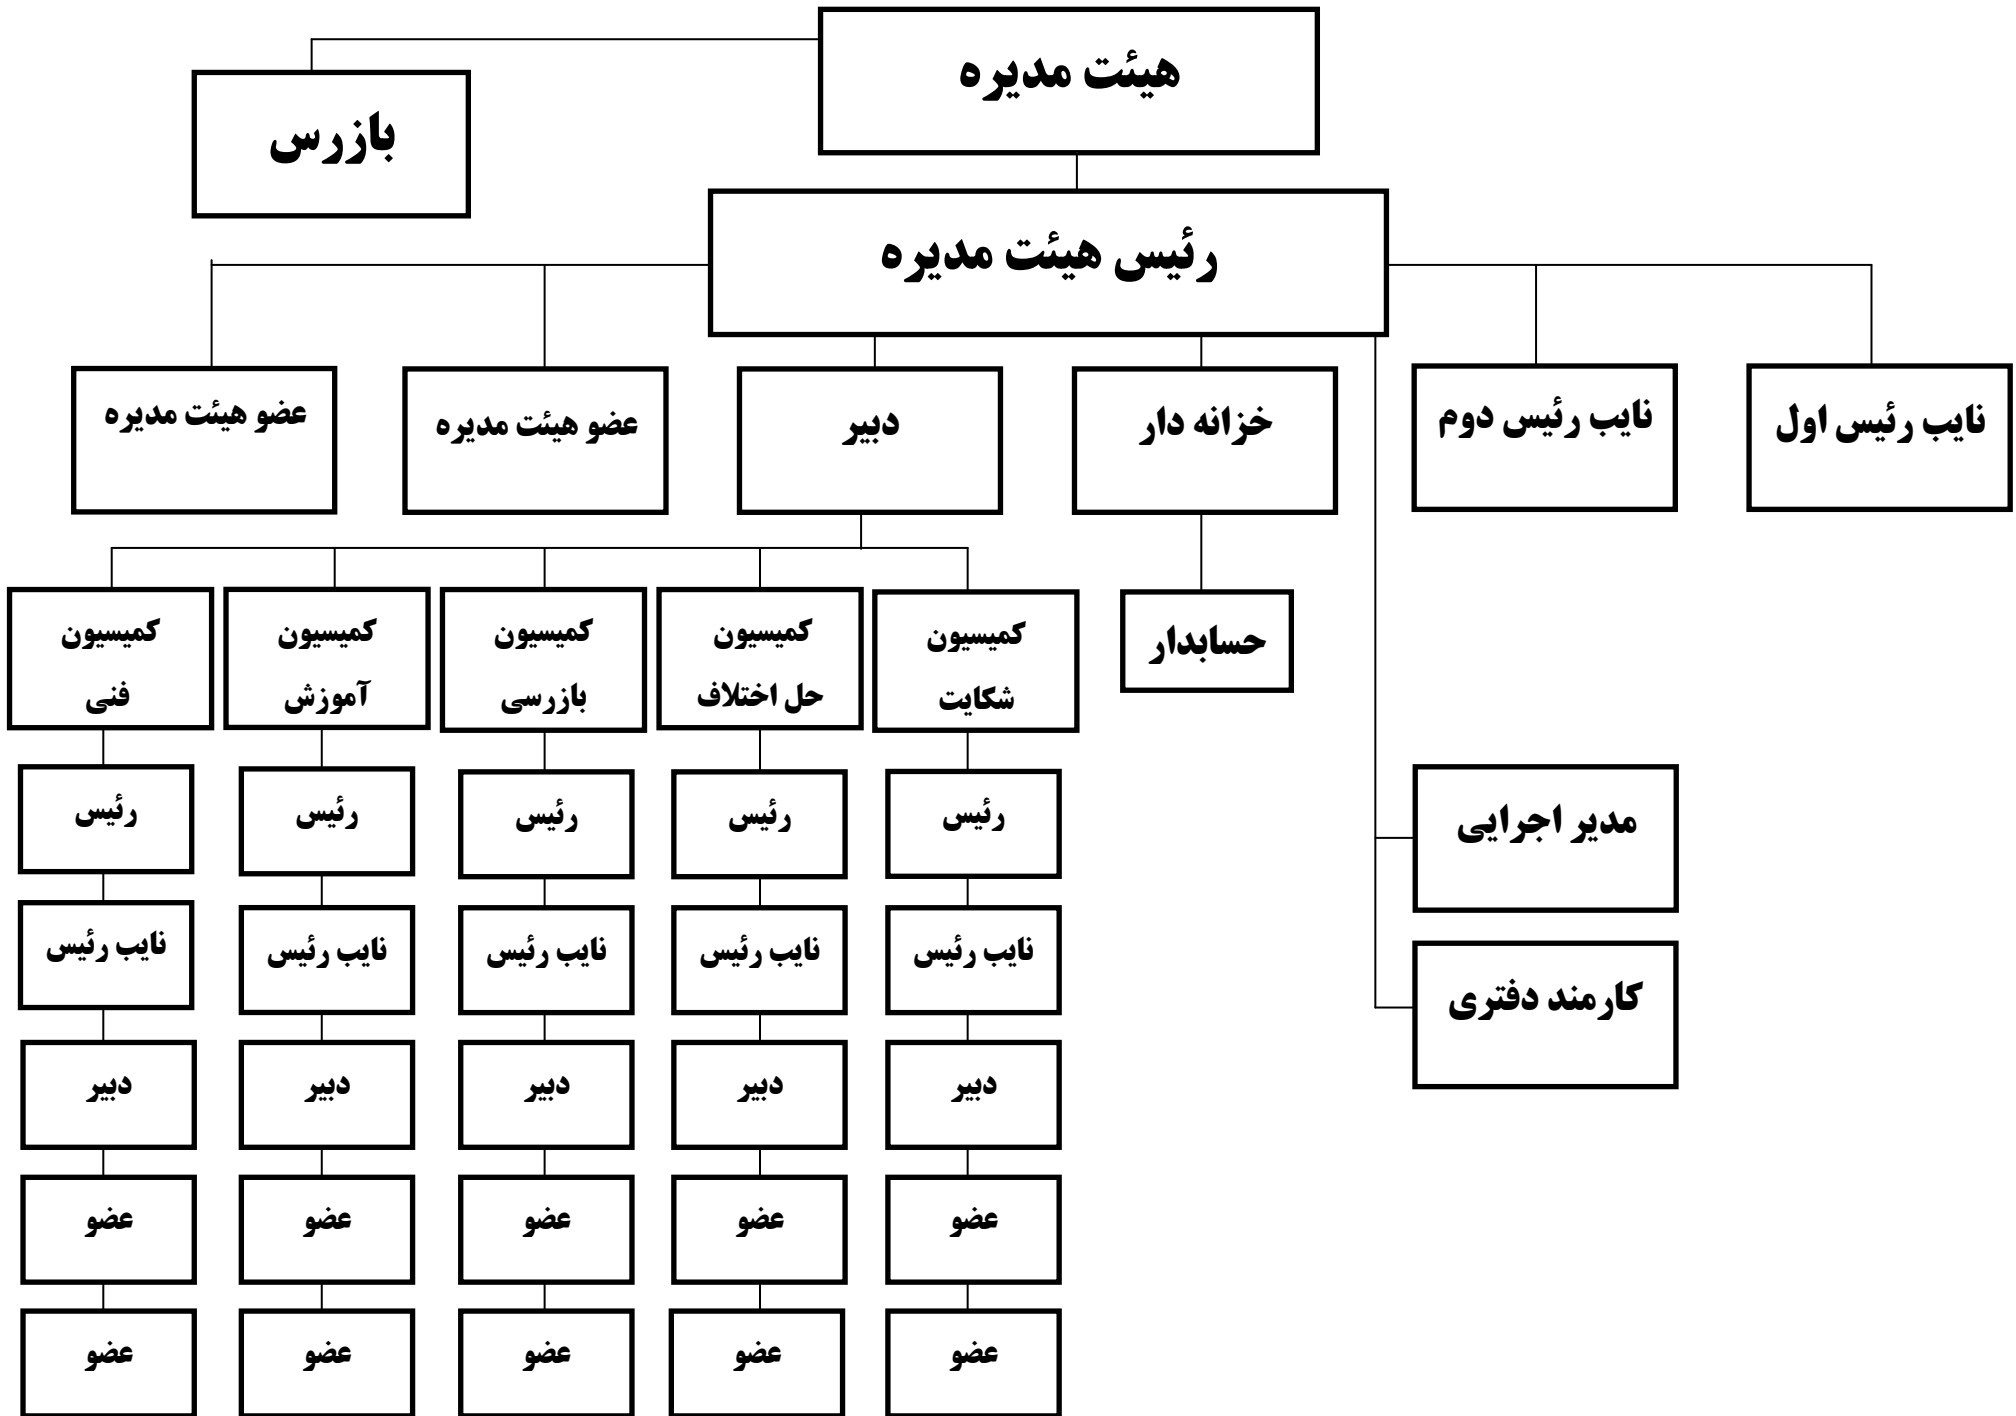 هیئت مدیره
بازرس
رئیس هیئت مدیره
نایب رئیس اول
نایب رئیس دوم
خزانه دار
دبیر
عضو هیئت مدیره
عضو هیئت مدیره
حسابدار
کمیسیون
شکایت
کمیسیون
حل اختلاف
کمیسیون
بازرسی
کمیسیون
آموزش
کمیسیون
فنی
مدیر اجرایی
رئیس
رئیس
رئیس
رئیس
رئیس
کارمند دفتری
نایب رئیس
نایب رئیس
نایب رئیس
نایب رئیس
نایب رئیس
دبیر
دبیر
دبیر
دبیر
دبیر
عضو
عضو
عضو
عضو
عضو
عضو
عضو
عضو
عضو
عضو